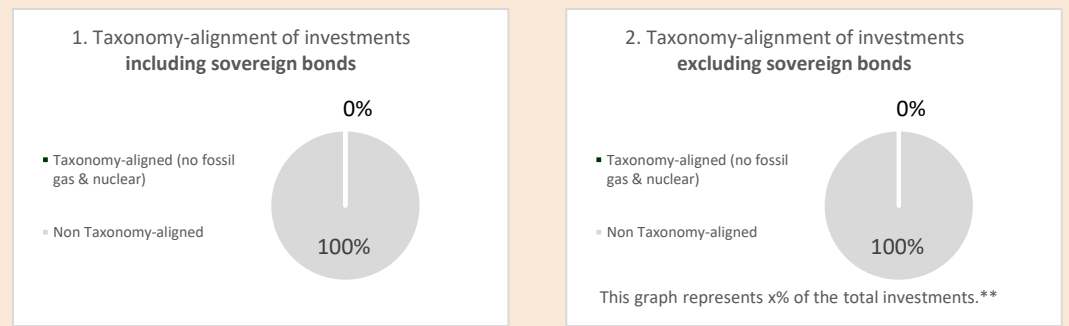 1. Taxonomy-alignment of investments
including sovereign bonds
0%
Taxonomy-aligned (no fossil
gas & nuclear)
Non Taxonomy-aligned
100%
2. Taxonomy-alignment of investments
excluding sovereign bonds
0%
Taxonomy-aligned (no fossil
gas & nuclear)
Non Taxonomy-aligned
100%
This graph represents x% of the total investments.**